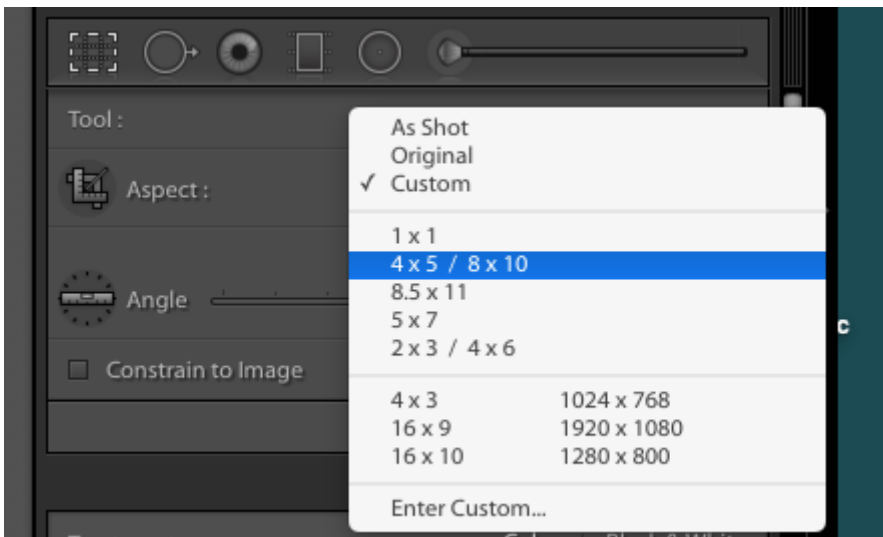 Tool :
As Shot
Original
Aspect :
✓ Custom
1 x 1
4 x 5 / 8 x 10
8.5 x 11
Angle
5 x 7
c
2 x 3 / 4 x 6
Constrain to Image
4 x 3 1024 x 768
16 x 9 1920 x 1080
16 x 10 1280 x 800
Enter Custom...